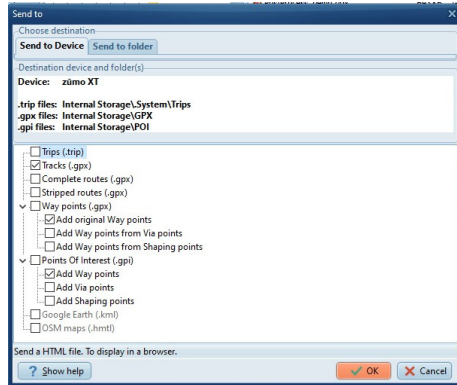 Send to
Choose destination
Send to Device Send to folder
Destination device and folder(s)
Device: zūmo XT
.trip files: Internal Storage\.System\Trips
.gpx files: Internal Storage\GPX
.gpi files: Internal Storage\POI
Trips (.trip)
Tracks (.gpx)
Complete routes (.gpx)
Stripped routes (.gpx)
Way points (.gpx)
Add original Way points
Add Way points from Via points
Add Way points from Shaping points
Points Of Interest (.gpi)
Add Way points
Add Via points
Add Shaping points
Google Earth (.kml)
OSM maps (.hmtl)
Send a HTML file. To display in a browser.
? Show help OK Cancel